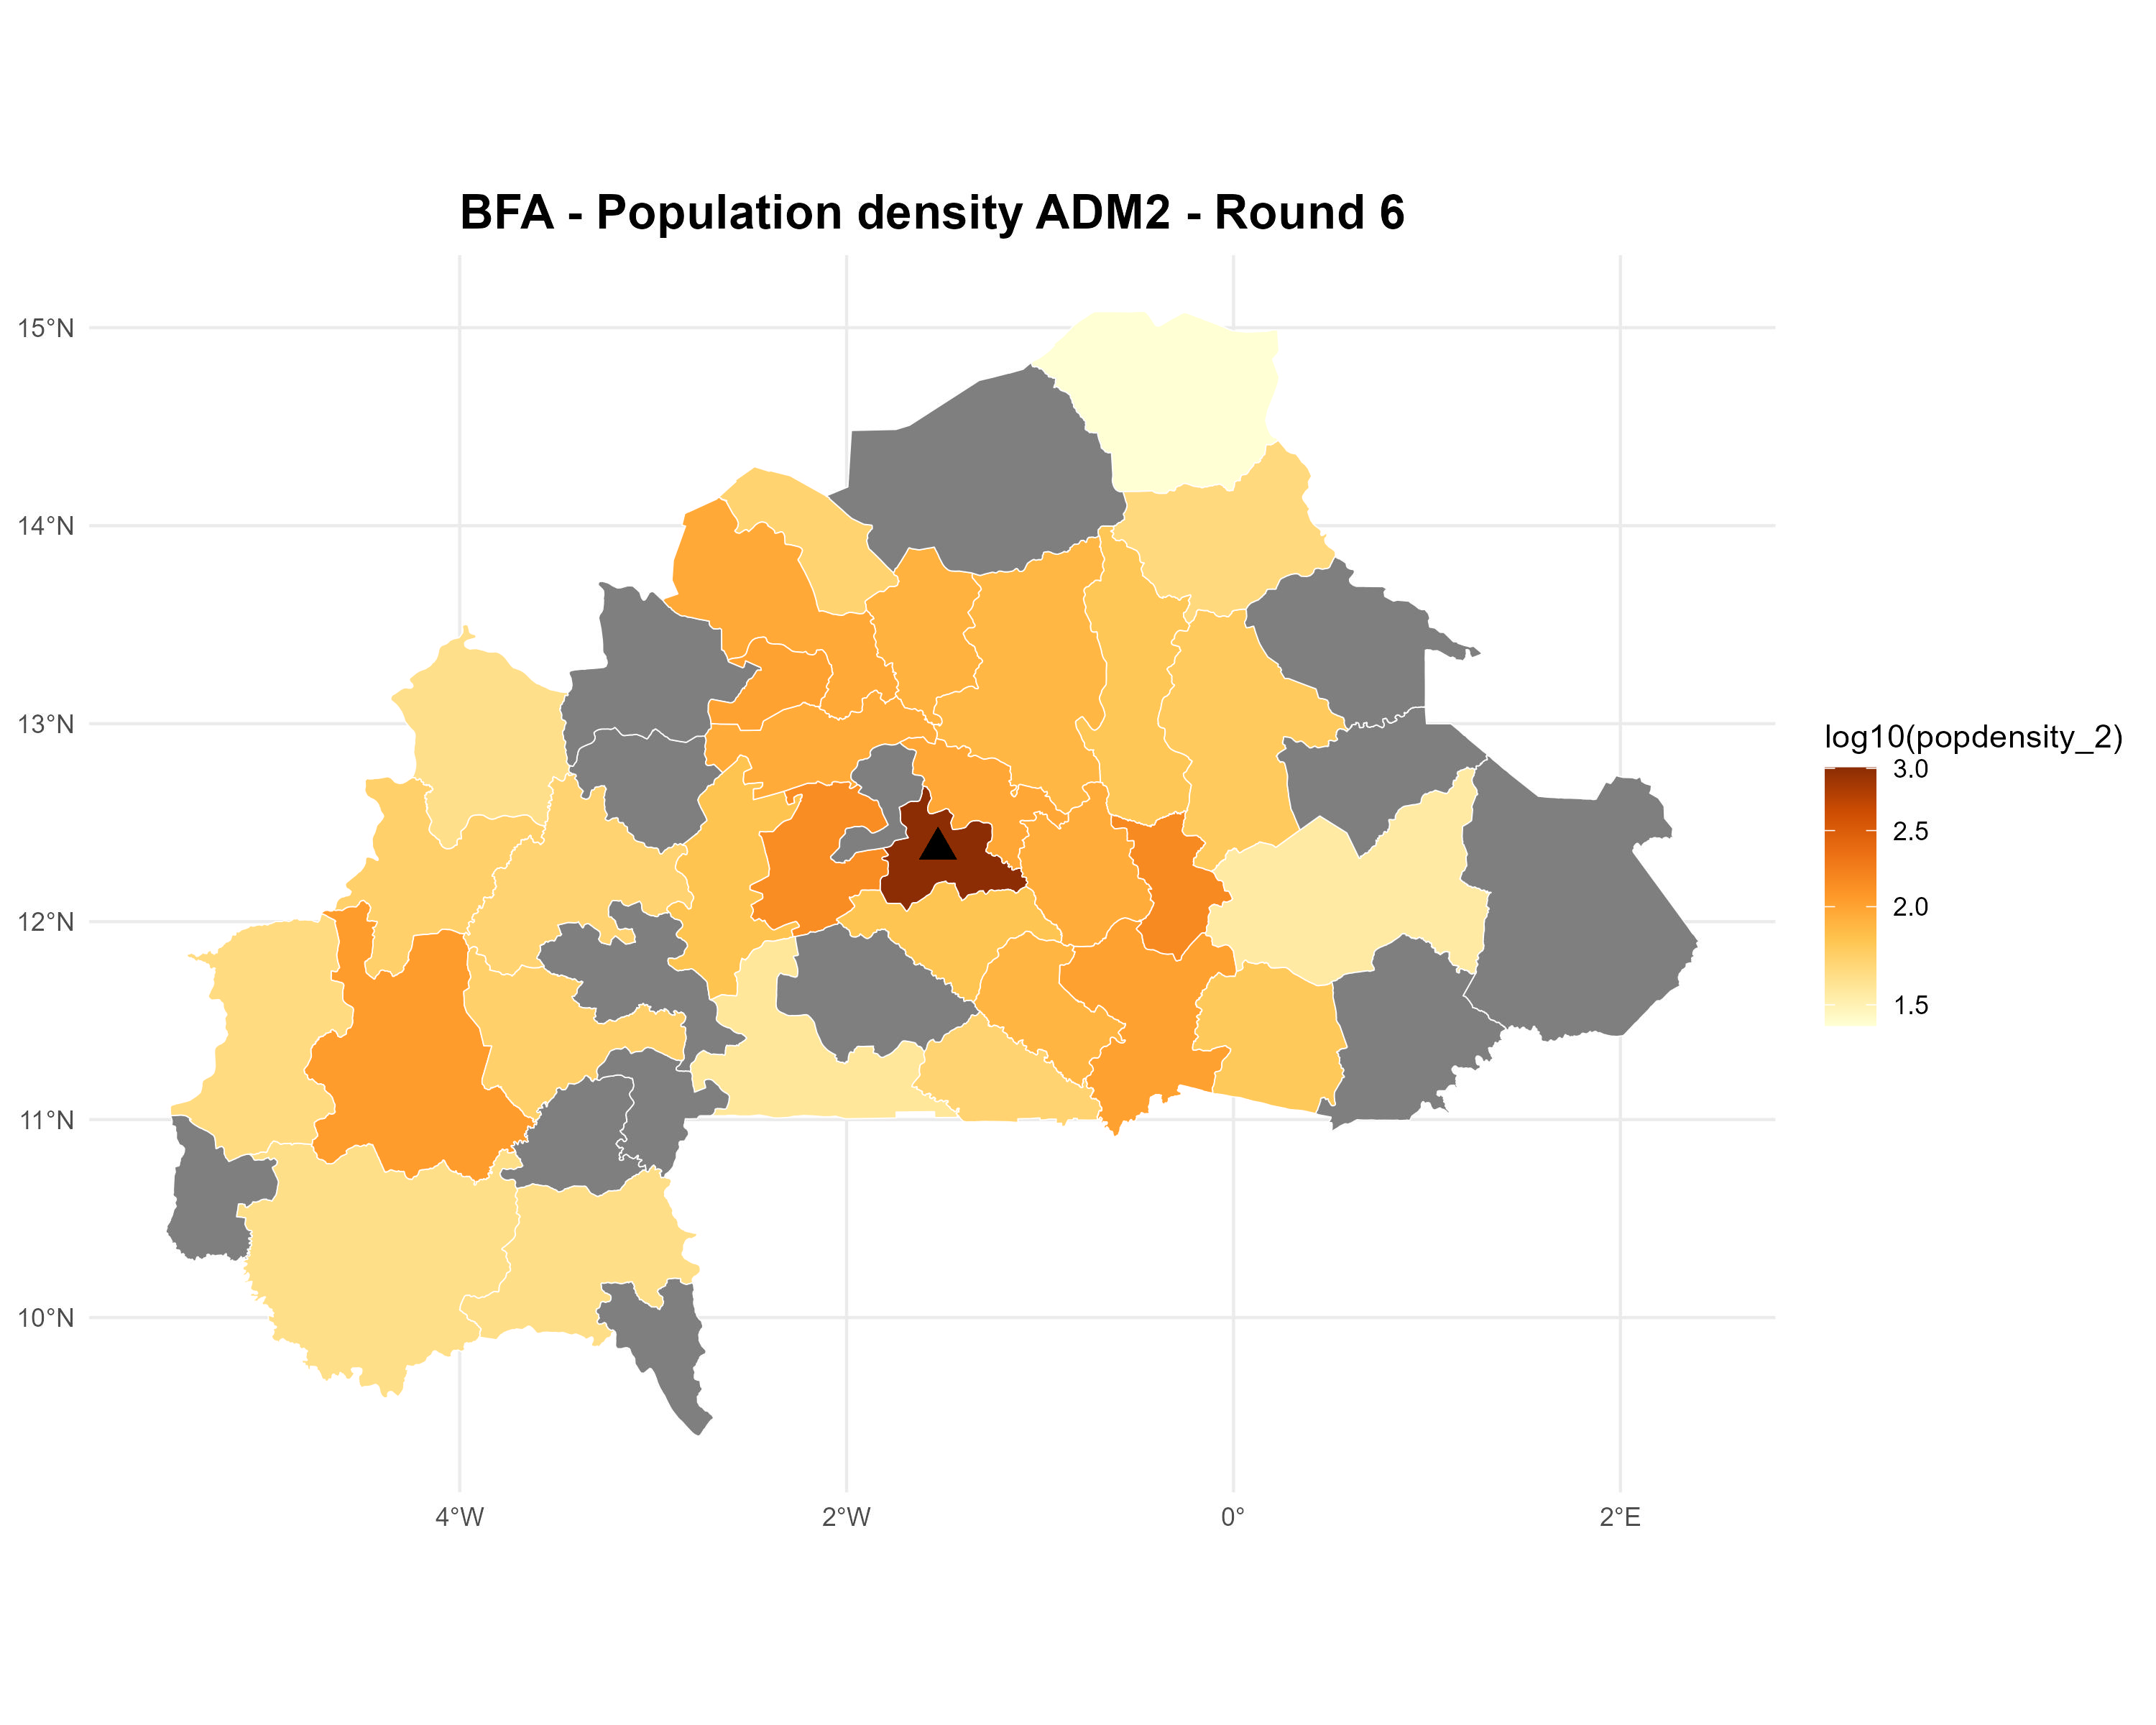 BFA - Population density ADM2 - Round 6
15°N
14°N
13°N
12°N
11°N
10°N
4°W
2°W
0°
2°E
log10(popdensity_2)
3.0
2.5
2.0
1.5